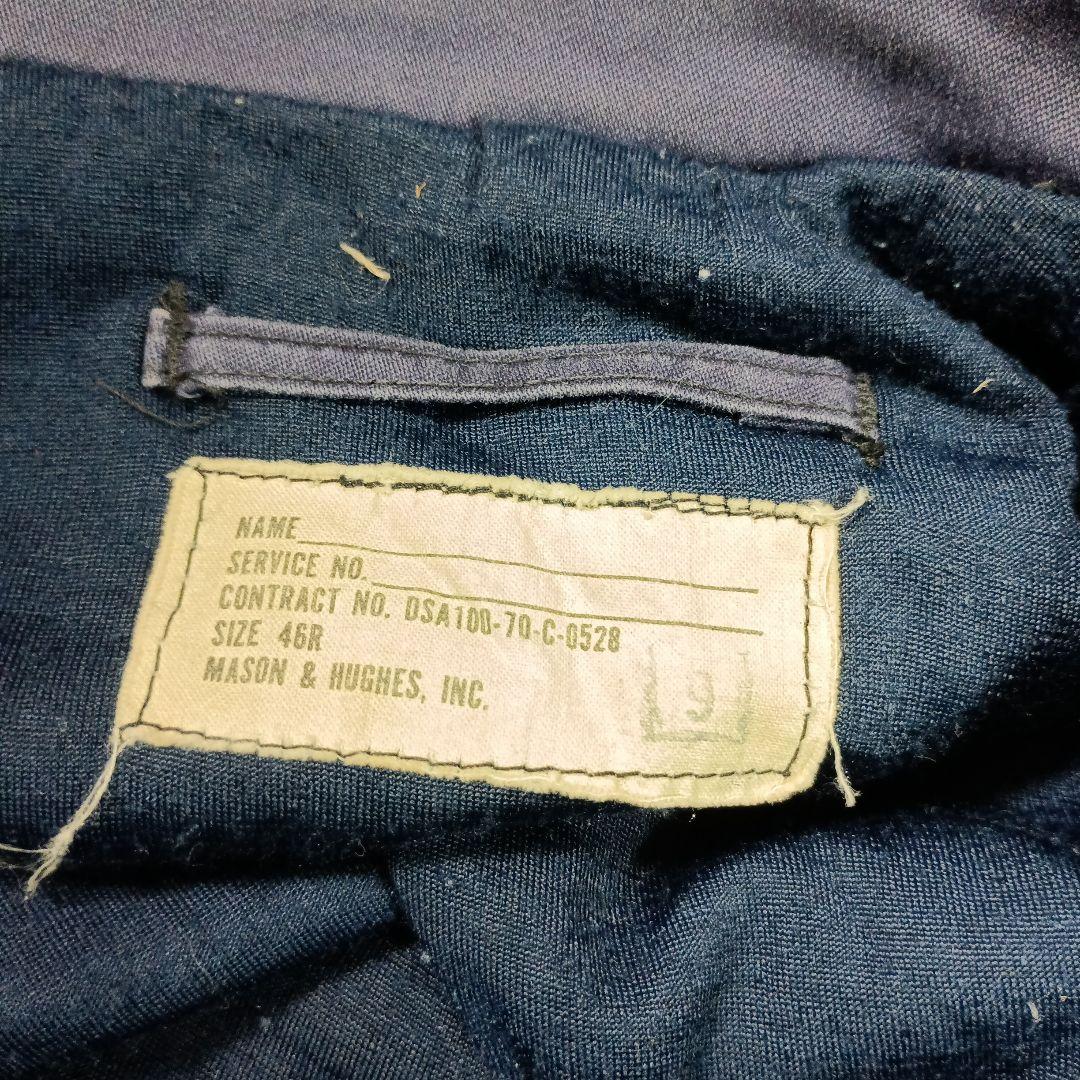 NAME
SERVICE NO.
CONTRACT NO. DSA100-70-C-0528
SIZE 46R
MASON & HUGHES, INC.